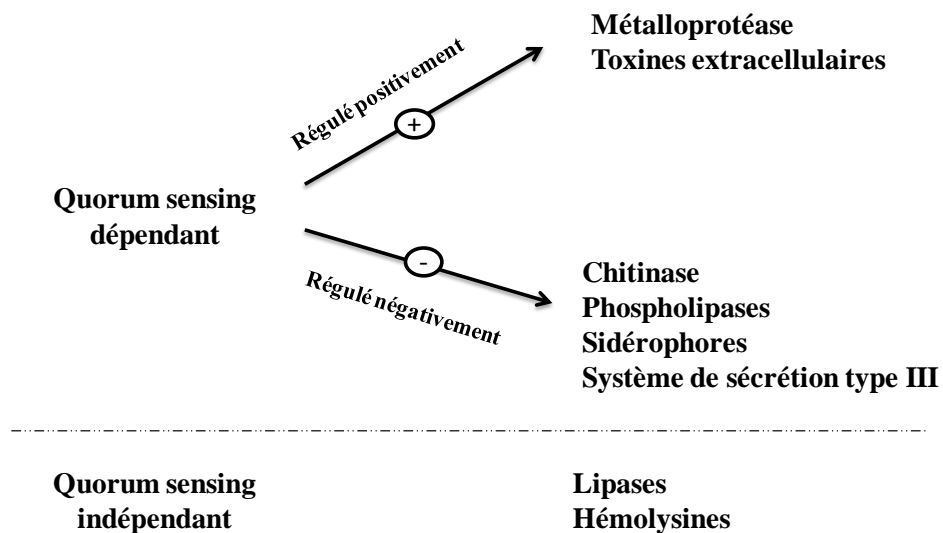 Métalloprotéase
Toxines extracellulaires
Régulé positivement
+
Quorum sensing
dépendant
-
Régulé négativement
Chitinase
Phospholipases
Sidérophores
Système de sécrétion type III
Quorum sensing
indépendant
Lipases
Hémolysines